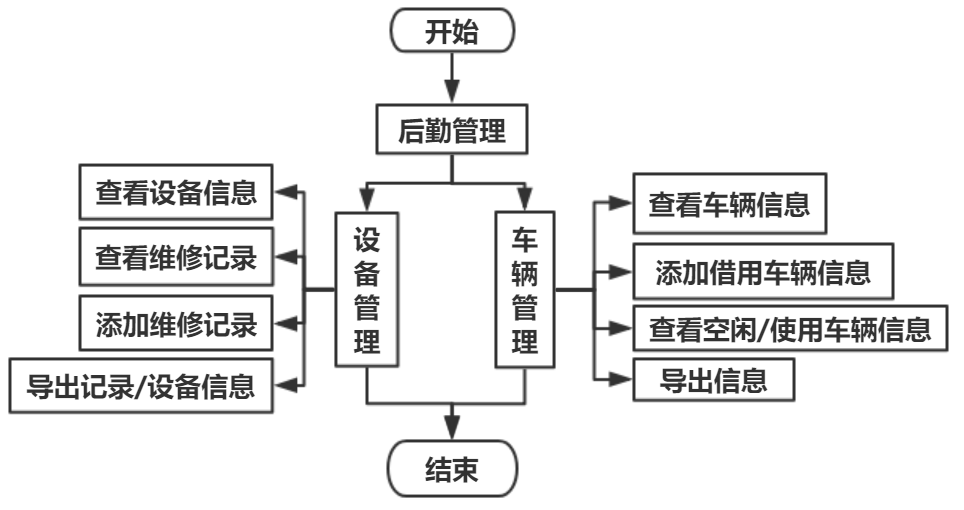 开始
后勤管理
查看设备信息
查看维修记录
添加维修记录
导出记录/设备信息
设备管理
车辆管理
查看车辆信息
添加借用车辆信息
查看空闲/使用车辆信息
导出信息
结束